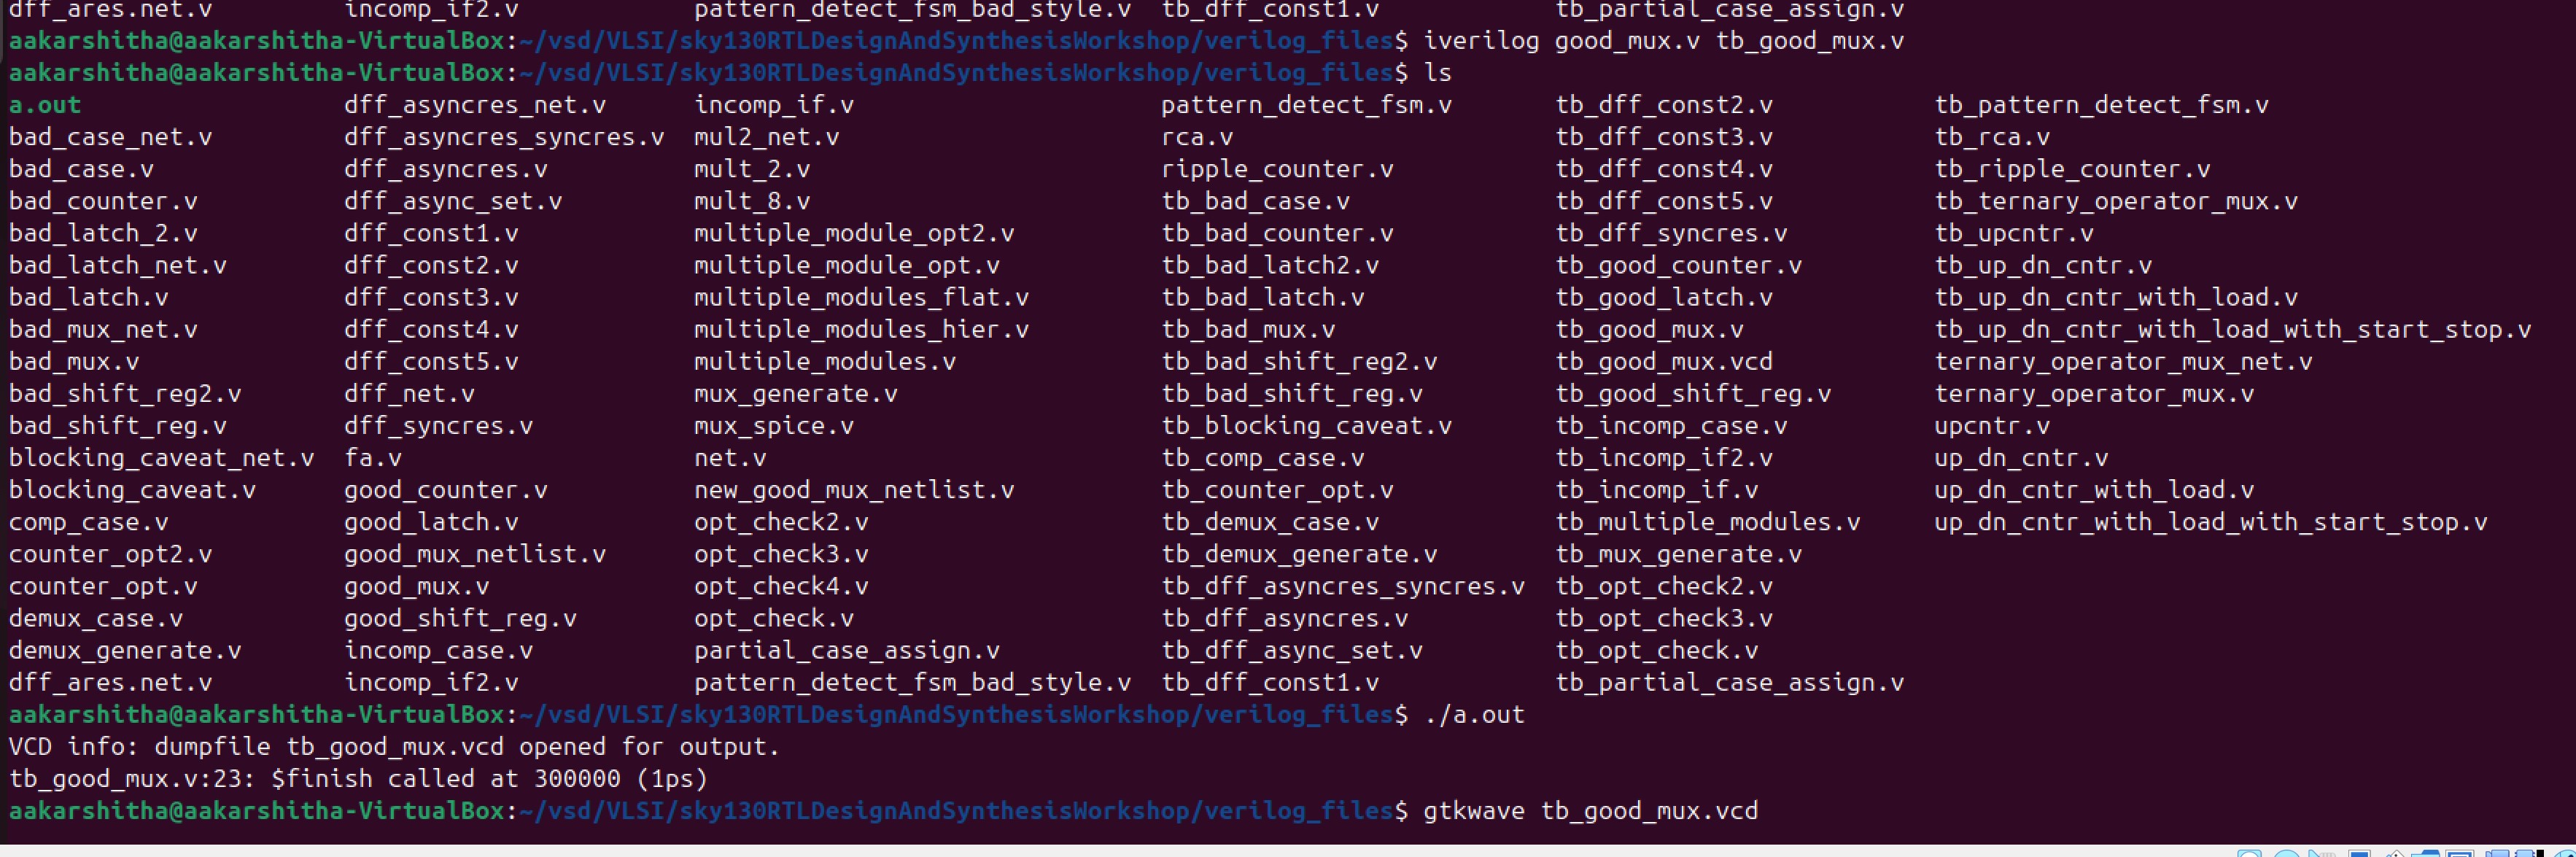 dff_ares.net.v incomp_if2.v pattern_detect_fsm_bad_style.v tb_dff_const1.v tb_partial_case_assign.v
aakarshitha@aakarshitha-VirtualBox:~/vsd/VLSI/sky130RTLDesignAndSynthesisWorkshop/verilog_files$ iverilog good_mux.v tb_good_mux.v
aakarshitha@aakarshitha-VirtualBox:~/vsd/VLSI/sky130RTLDesignAndSynthesisWorkshop/verilog_files$ ls
a.out dff_asyncres_net.v incomp_if.v pattern_detect_fsm.v tb_dff_const2.v tb_pattern_detect_fsm.v
bad_case_net.v dff_asyncres_syncres.v mul2_net.v rca.v tb_dff_const3.v tb_rca.v
bad_case.v dff_asyncres.v mult_2.v ripple_counter.v tb_dff_const4.v tb_ripple_counter.v
bad_counter.v dff_async_set.v mult_8.v tb_bad_case.v tb_dff_const5.v tb_ternary_operator_mux.v
bad_latch_2.v dff_const1.v multiple_module_opt2.v tb_bad_counter.v tb_dff_syncres.v tb_upcntr.v
bad_latch_net.v dff_const2.v multiple_module_opt.v tb_bad_latch2.v tb_good_counter.v tb_up_dn_cntr.v
bad_latch.v dff_const3.v multiple_modules_flat.v tb_bad_latch.v tb_good_latch.v tb_up_dn_cntr_with_load.v
bad_mux_net.v dff_const4.v multiple_modules_hier.v tb_bad_mux.v tb_good_mux.v tb_up_dn_cntr_with_load_with_start_stop.v
bad_mux.v dff_const5.v multiple_modules.v tb_bad_shift_reg2.v tb_good_mux.vcd ternary_operator_mux_net.v
bad_shift_reg2.v dff_net.v mux_generate.v tb_bad_shift_reg.v tb_good_shift_reg.v ternary_operator_mux.v
bad_shift_reg.v dff_syncres.v mux_spice.v tb_blocking_caveat.v tb_incomp_case.v upcntr.v
blocking_caveat_net.v fa.v net.v tb_comp_case.v tb_incomp_if2.v up_dn_cntr.v
blocking_caveat.v good_counter.v new_good_mux_netlist.v tb_counter_opt.v tb_incomp_if.v up_dn_cntr_with_load.v
comp_case.v good_latch.v opt_check2.v tb_demux_case.v tb_multiple_modules.v up_dn_cntr_with_load_with_start_stop.v
counter_opt2.v good_mux_netlist.v opt_check3.v tb_demux_generate.v tb_mux_generate.v
counter_opt.v good_mux.v opt_check4.v tb_dff_asyncres_syncres.v tb_opt_check2.v
demux_case.v good_shift_reg.v opt_check.v tb_dff_asyncres.v tb_opt_check3.v
demux_generate.v incomp_case.v partial_case_assign.v tb_dff_async_set.v tb_opt_check.v
dff_ares.net.v incomp_if2.v pattern_detect_fsm_bad_style.v tb_dff_const1.v tb_partial_case_assign.v
aakarshitha@aakarshitha-VirtualBox:~/vsd/VLSI/sky130RTLDesignAndSynthesisWorkshop/verilog_files$ ./a.out
VCD info: dumpfile tb_good_mux.vcd opened for output.
tb_good_mux.v:23: $finish called at 300000 (1ps)
aakarshitha@aakarshitha-VirtualBox:~/vsd/VLSI/sky130RTLDesignAndSynthesisWorkshop/verilog_files$ gtkwave tb_good_mux.vcd